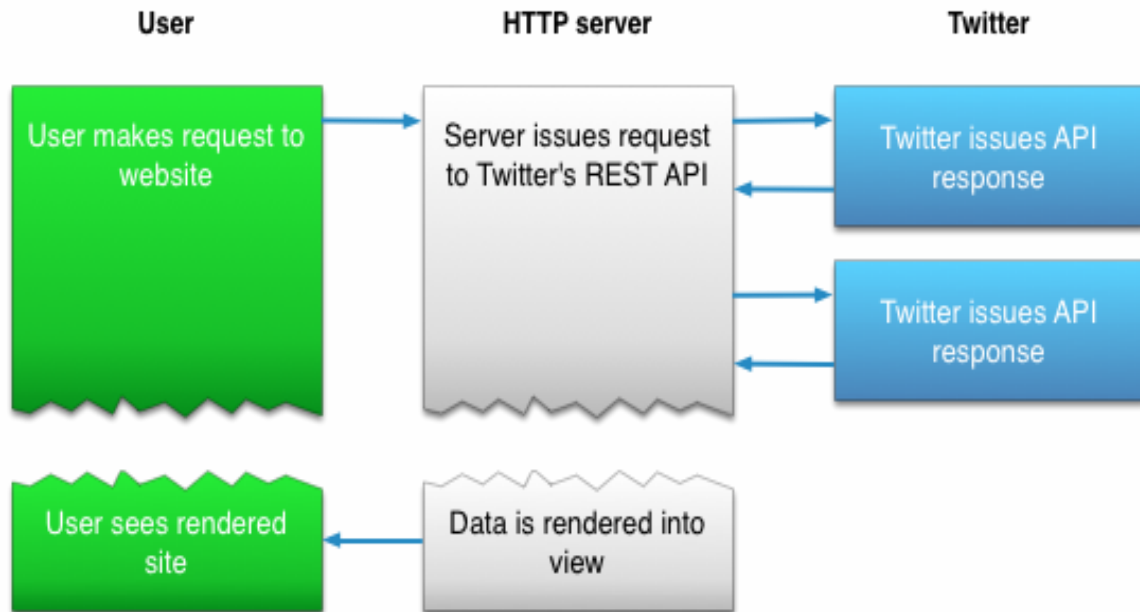 User
HTTP server
Twitter
User makes request to
website
Server issues request
to Twitter's REST API
Twitter issues API
response
Twitter issues API
response
User sees rendered
site
Data is rendered into
view